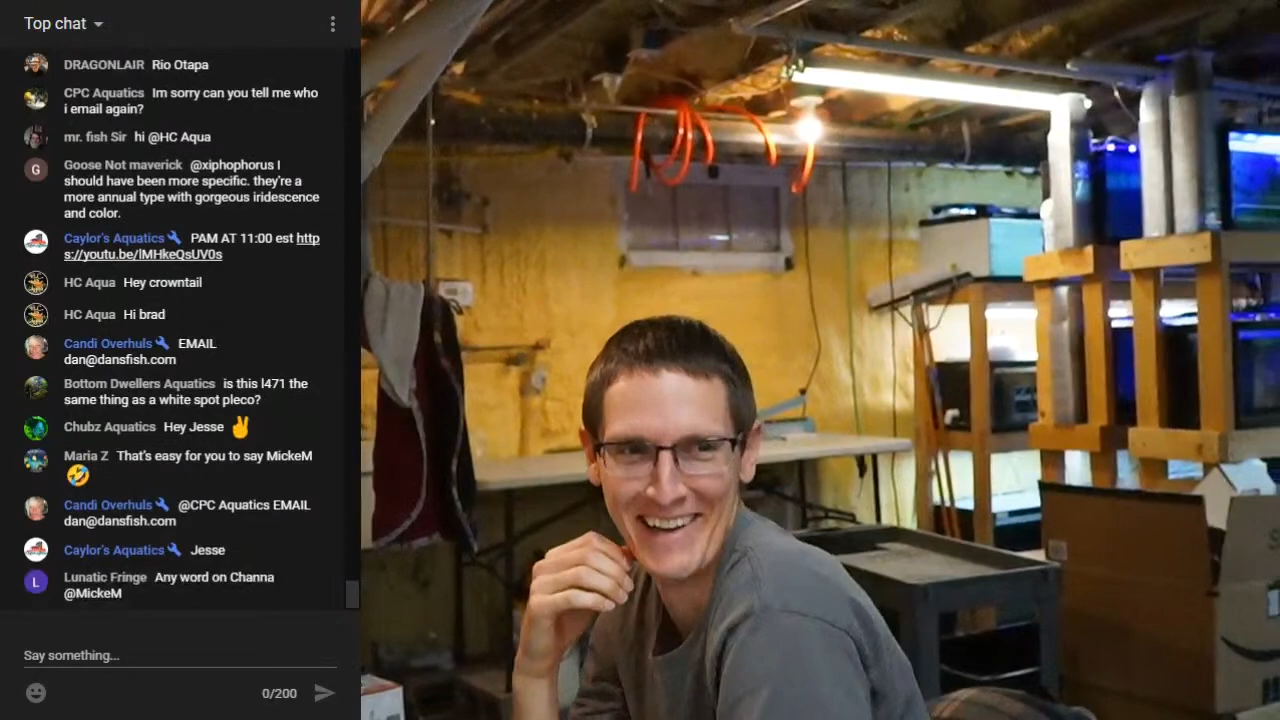 Top chat
DRAGONLAIR Rio Otapa
CPC Aquatics Im sorry can you tell me who
i email again?
mr. fish Sir hi @HC Aqua
Goose Not maverick @xiphophorus I
should have been more specific. they're a
more annual type with gorgeous iridescence
and color.
Caylor's Aquatics PAM AT 11:00 est http
s://youtu.be/lMHkeQsUV0s
HC Aqua Hey crowntail
HC Aqua Hi brad
Candi Overhuls EMAIL
dan@dansfish.com
Bottom Dwellers Aquatics is this l471 the
same thing as a white spot pleco?
Chubz Aquatics Hey Jesse ✌
Maria Z That's easy for you to say MickeM
🤣
Candi Overhuls @CPC Aquatics EMAIL
dan@dansfish.com
Caylor's Aquatics Jesse
L Lunatic Fringe Any word on Channa
@MickeM
Say something...
0/200